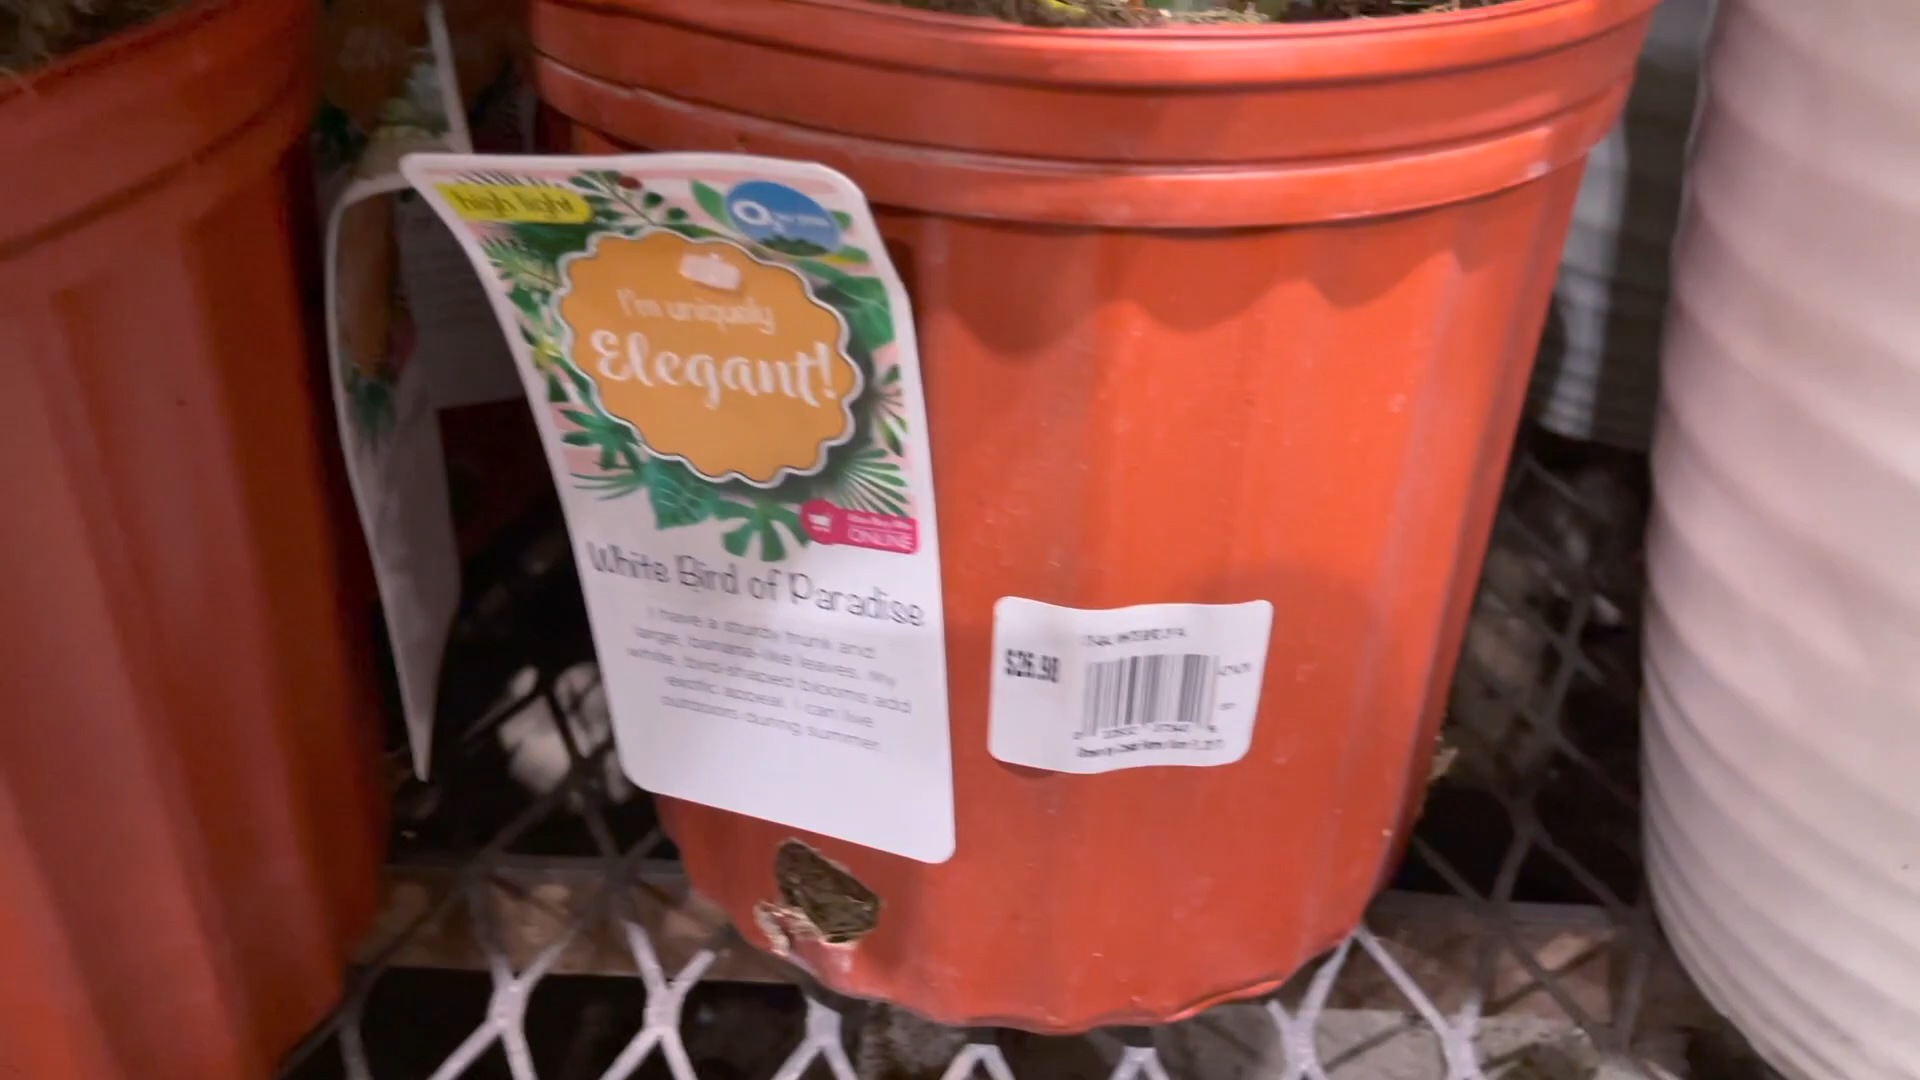 high light
O₂
I'm uniquely
Elegant!
ONLINE
White Bird of Paradise
I have a sturdy trunk and
large, banana-like leaves. My
white, bird-shaped blooms add
exotic appeal. I can live
outdoors during summer.
$26.98